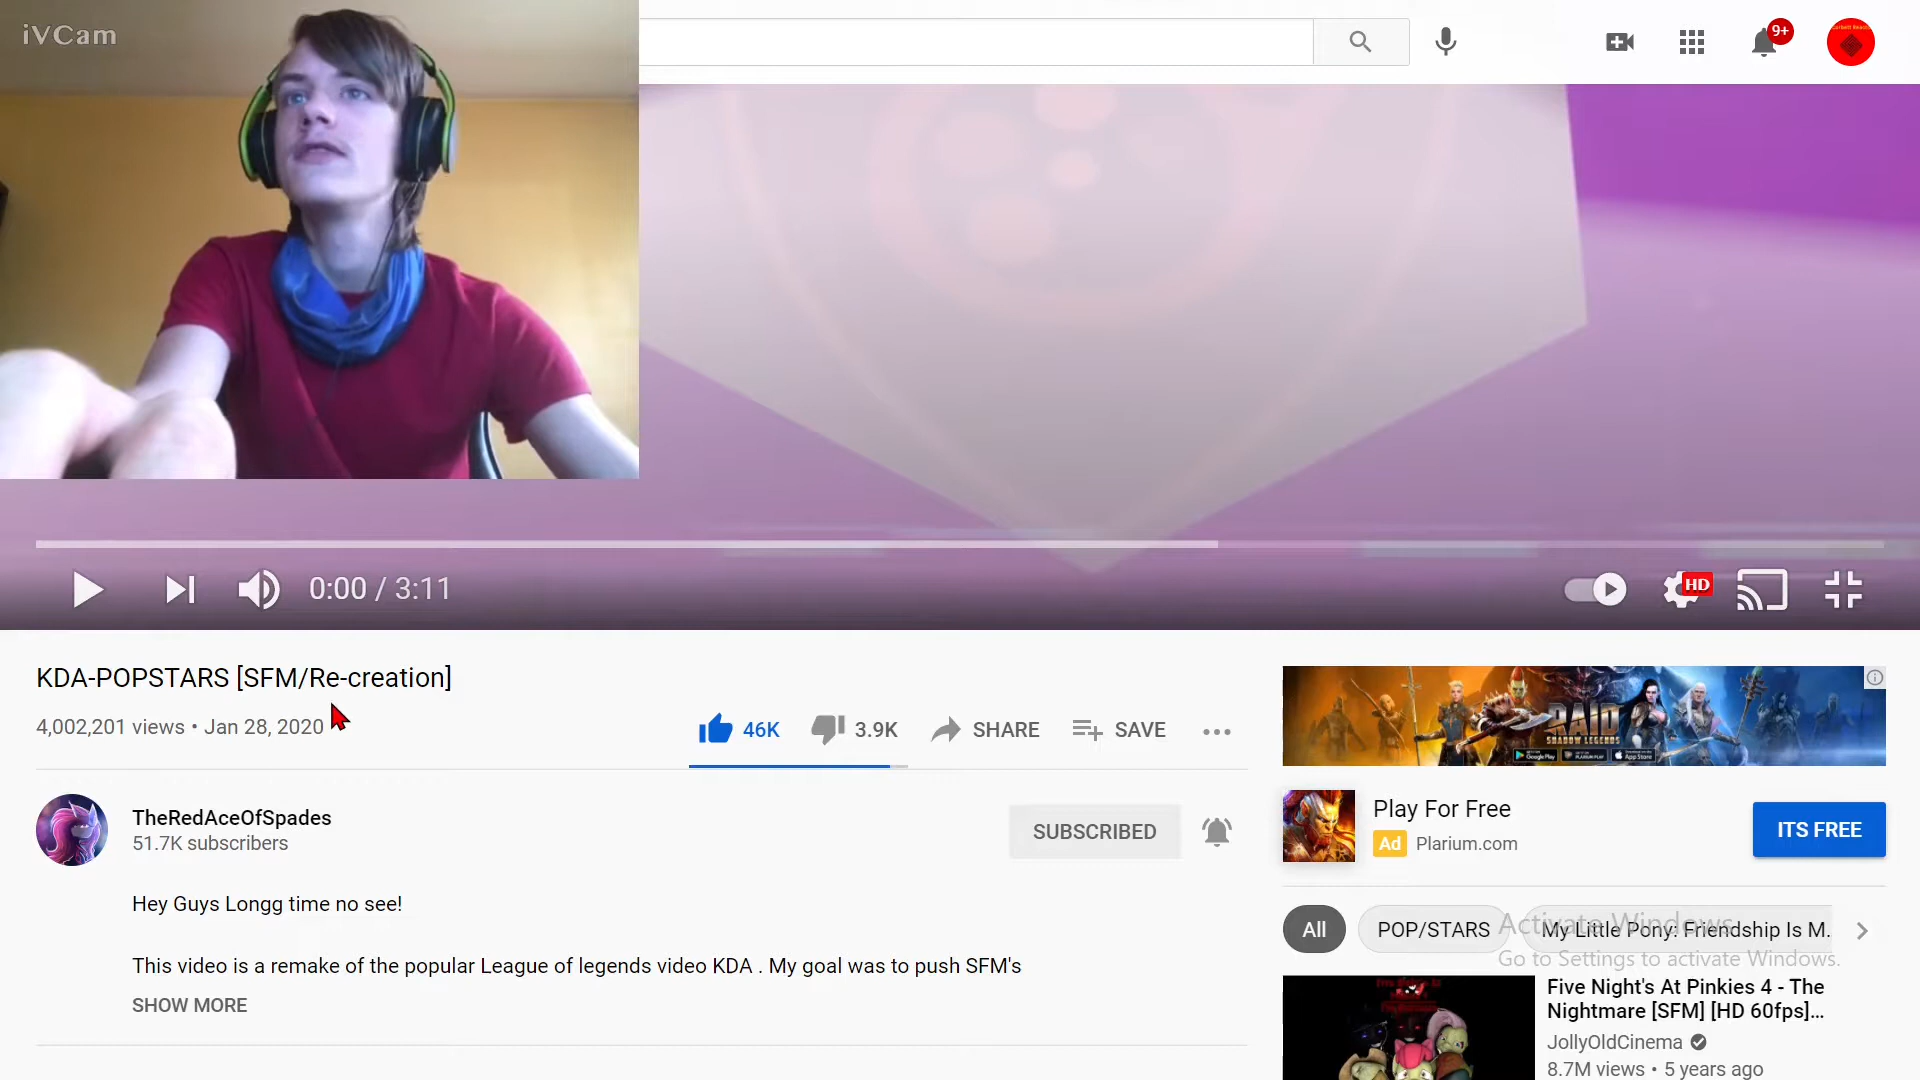 iVCam
9+
0:00 / 3:11
HD
KDA-POPSTARS [SFM/Re-creation]
4,002,201 views • Jan 28, 2020
46K
3.9K
SHARE
SAVE
TheRedAceOfSpades
51.7K subscribers
SUBSCRIBED
Hey Guys Longg time no see!
This video is a remake of the popular League of legends video KDA . My goal was to push SFM's
SHOW MORE
RAID
SHADOW LEGENDS
Google Play
App Store
Play For Free
Ad Plarium.com
ITS FREE
All
POP/STARS
My Little Pony: Friendship Is M...
Activate Windows
Go to Settings to activate Windows.
Five Night's At Pinkies 4 - The
Nightmare [SFM] [HD 60fps]...
JollyOldCinema
8.7M views • 5 years ago